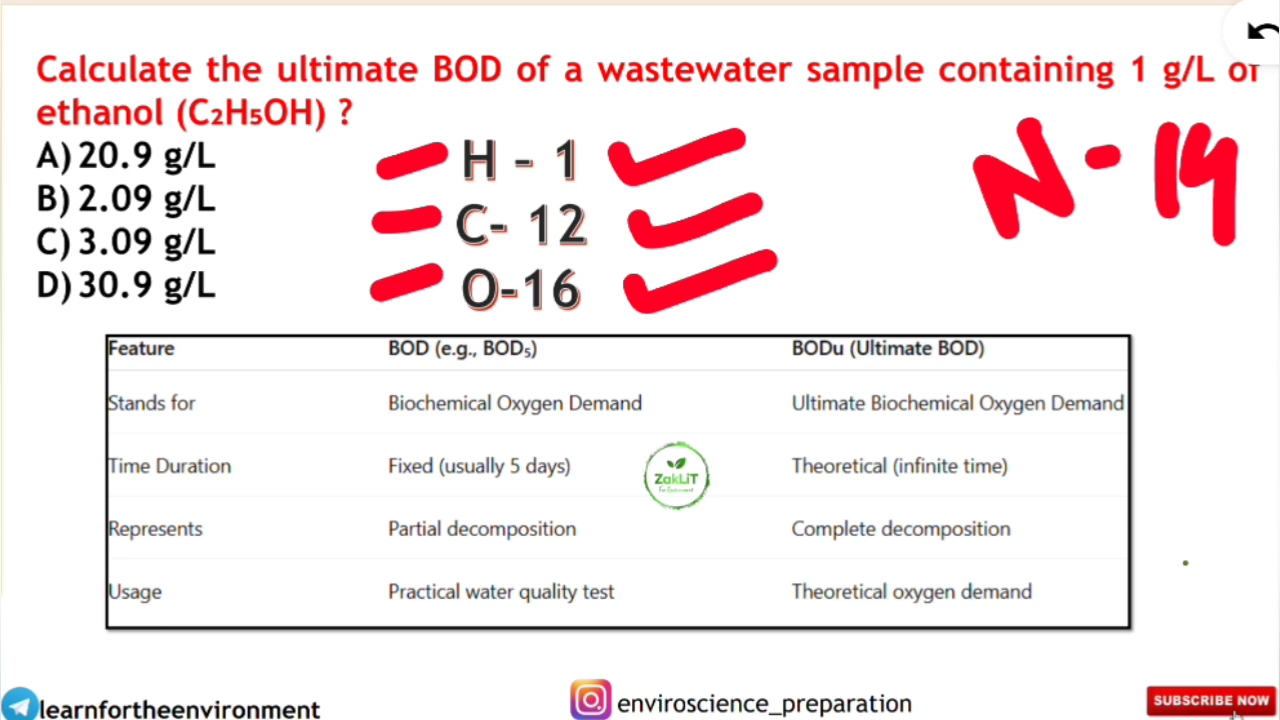 Calculate the ultimate BOD of a wastewater sample containing 1 g/L of
ethanol (C₂H₅OH) ?
A) 20.9 g/L
B) 2.09 g/L
C) 3.09 g/L
D) 30.9 g/L
H - 1
C- 12
O-16
N - 14
Feature BOD (e.g., BOD₅) BODu (Ultimate BOD)
Stands for Biochemical Oxygen Demand Ultimate Biochemical Oxygen Demand
Time Duration Fixed (usually 5 days) Theoretical (infinite time)
Represents Partial decomposition Complete decomposition
Usage Practical water quality test Theoretical oxygen demand
ZakLiT
For Environment
learnfortheenvironment
enviroscience_preparation
SUBSCRIBE NOW